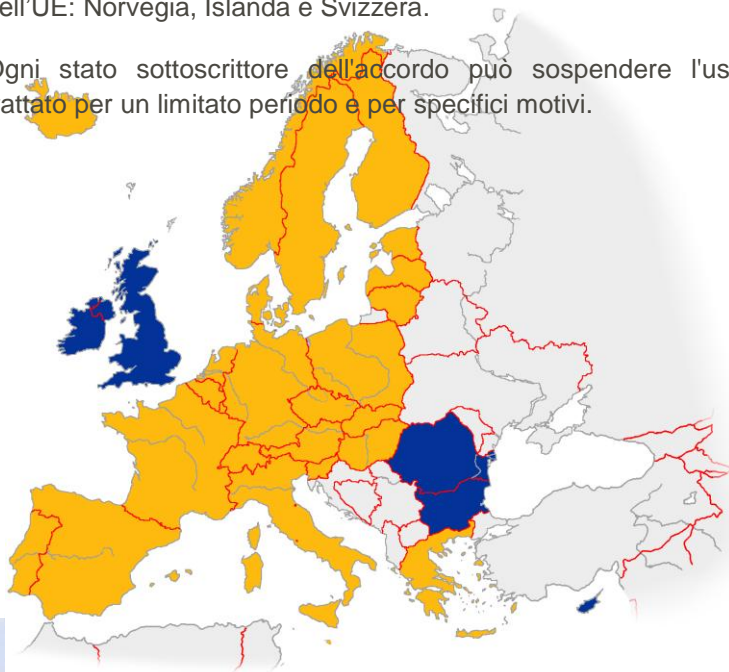 ell'UE: Norvegia, Islanda e Svizzera.
Ogni stato sottoscrittore dell'accordo può sospendere l'us
attato per un limitato periodo e per specifici motivi.